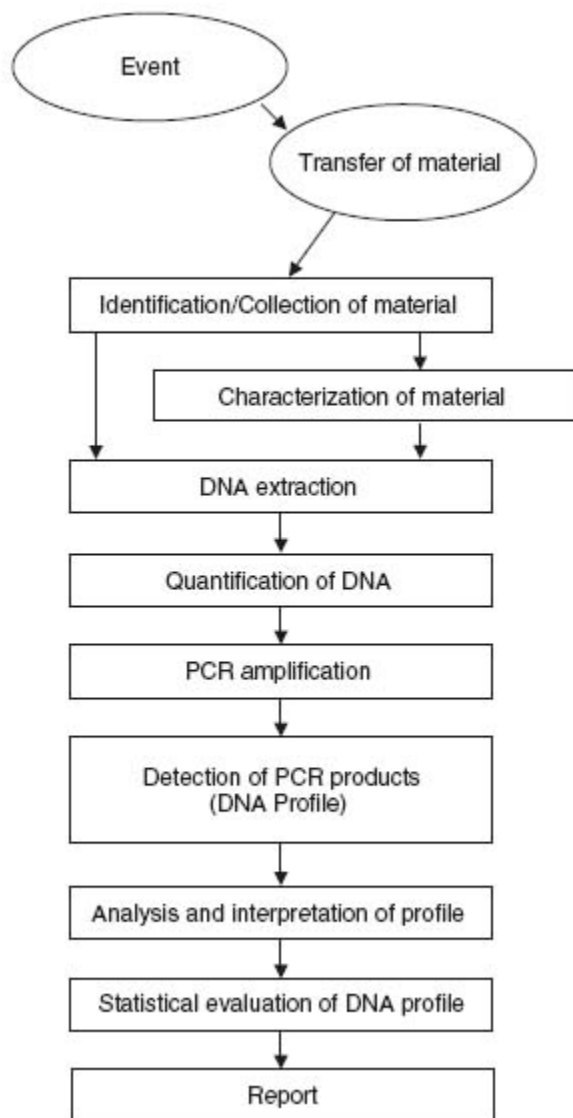 Event
Transfer of material
Identification/Collection of material
Characterization of material
DNA extraction
Quantification of DNA
PCR amplification
Detection of PCR products
(DNA Profile)
Analysis and interpretation of profile
Statistical evaluation of DNA profile
Report